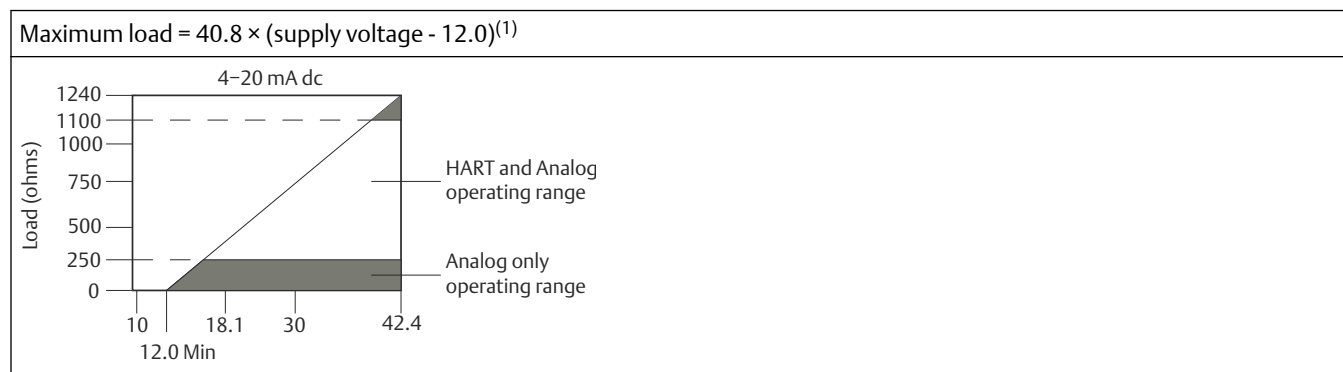 Maximum load = 40.8 × (supply voltage - 12.0)(1)
4–20 mA dc
Load (ohms)
1240
1100
1000
750
500
250
0
HART and Analog
operating range
Analog only
operating range
10
18.1
30
42.4
12.0 Min